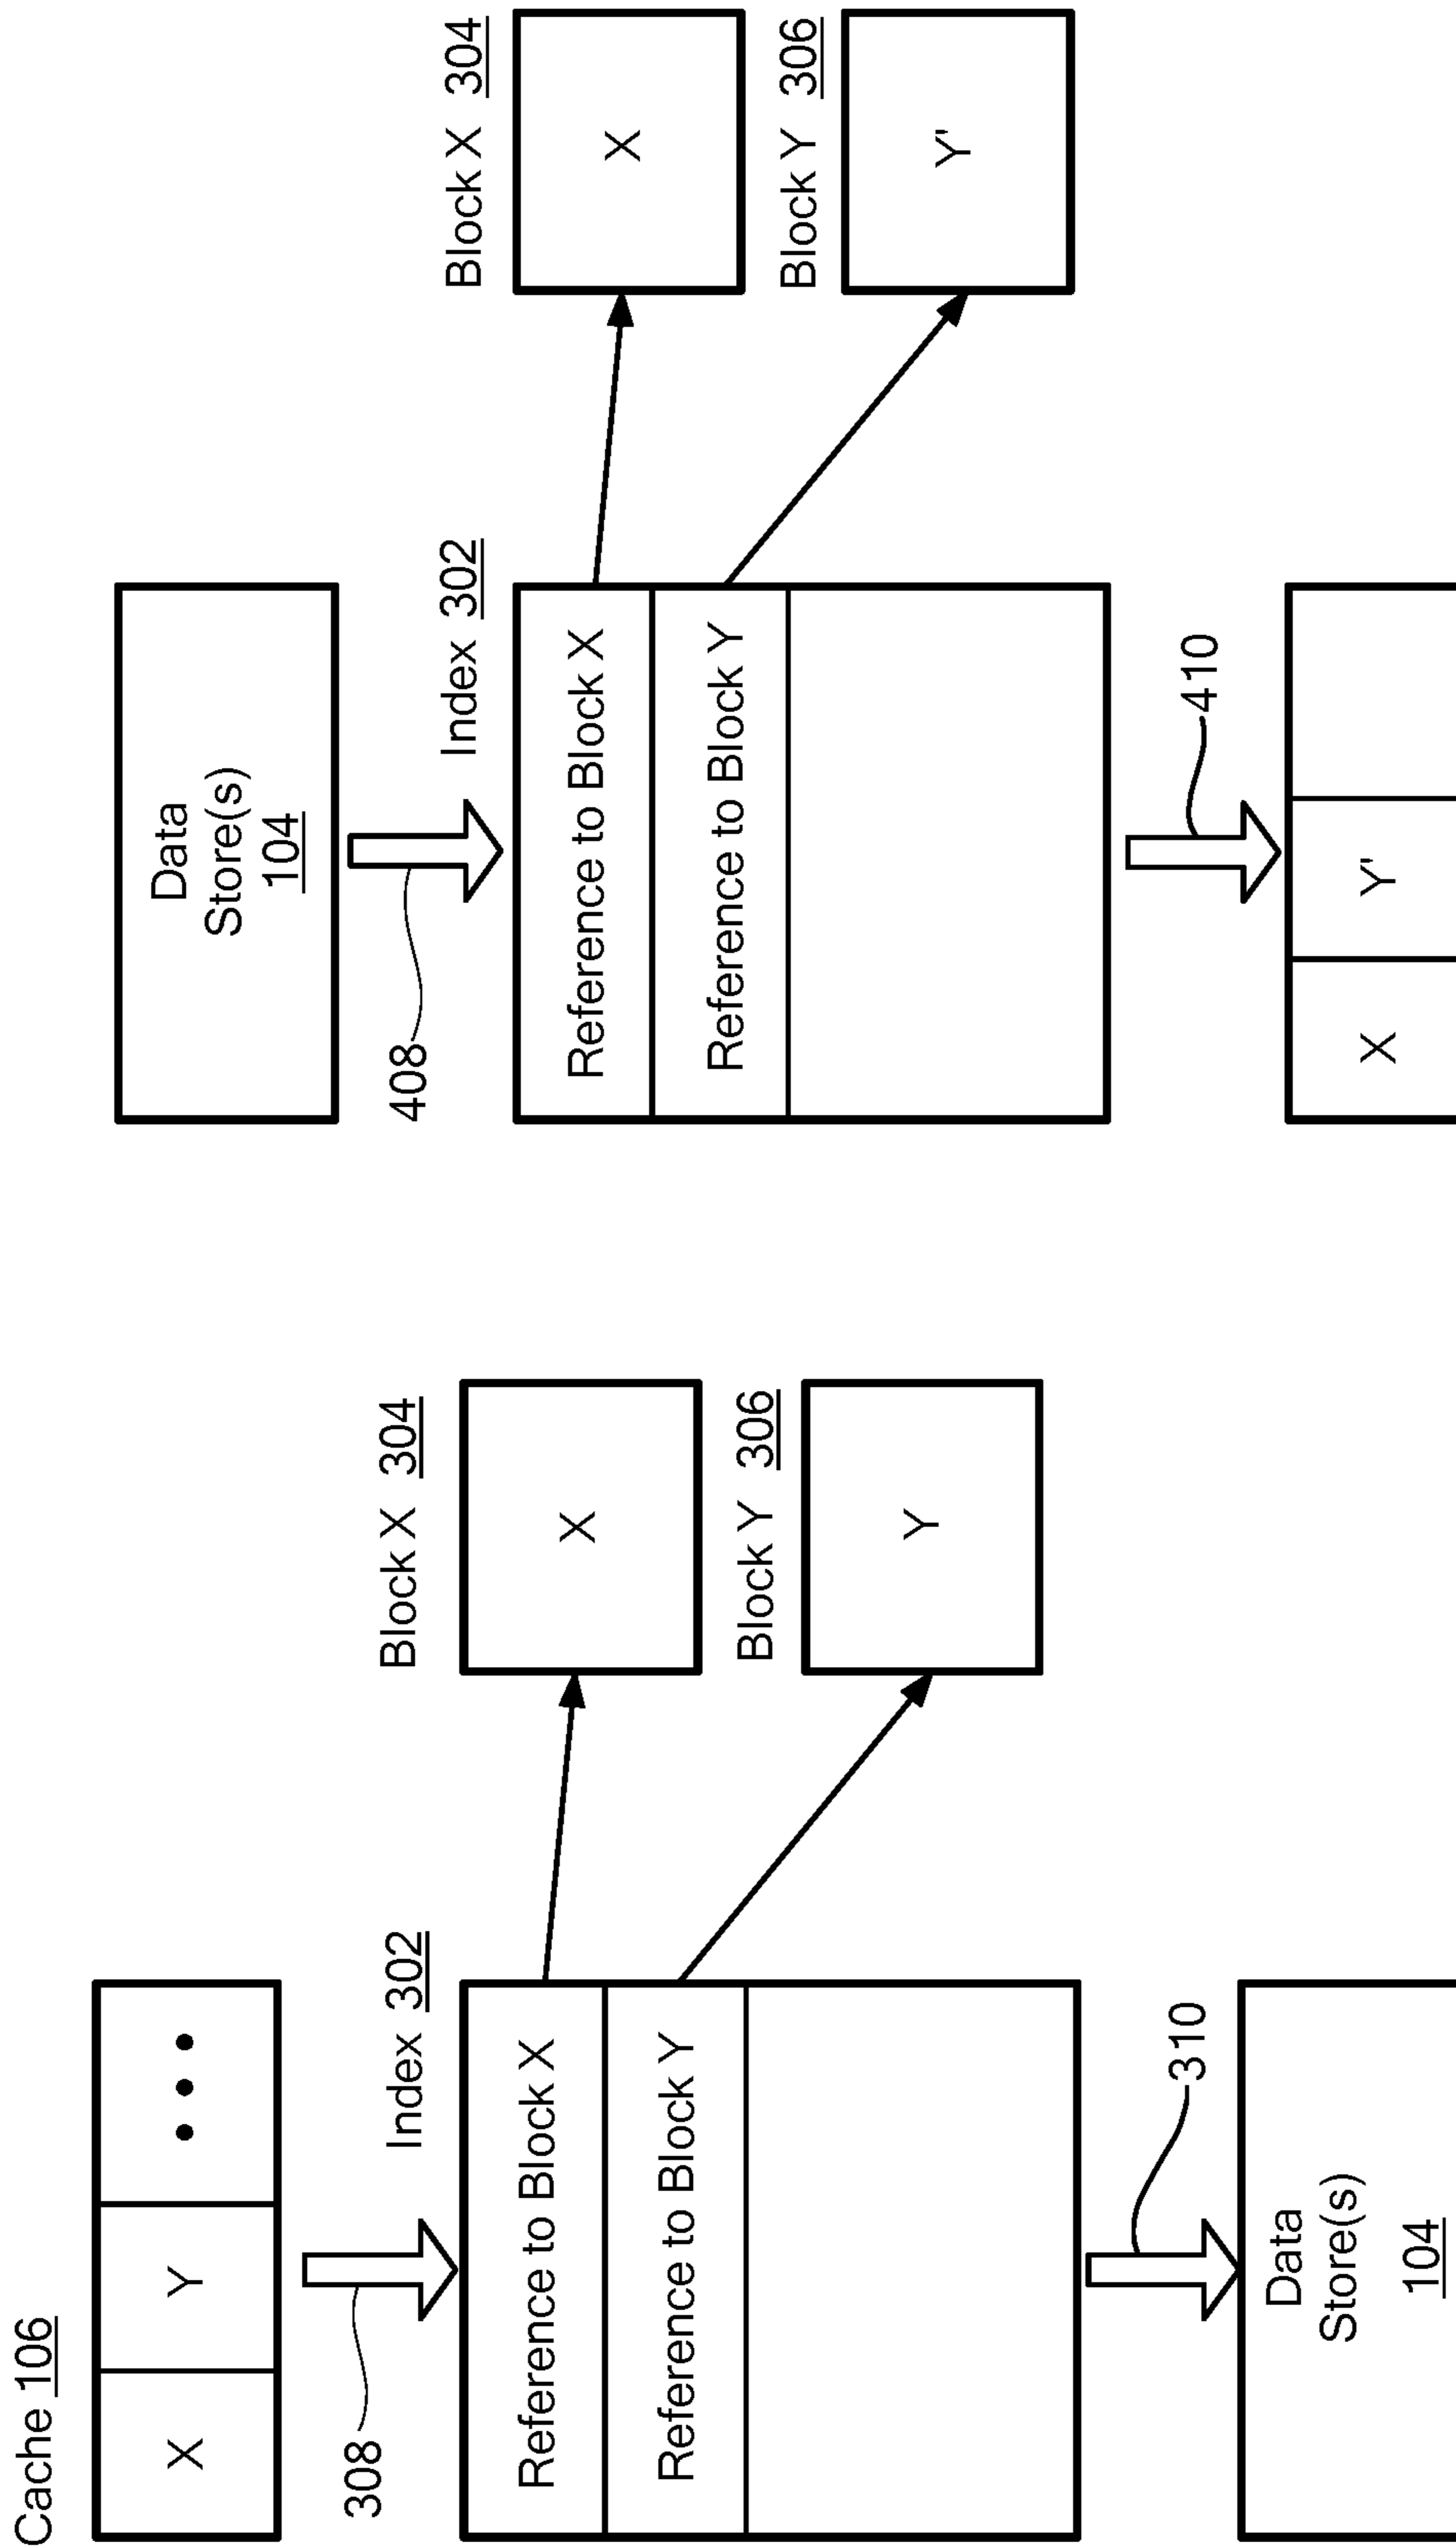 Cache 106
X
Y
• • •
308
Index 302
Reference to Block X
Reference to Block Y
Block X 304
X
Block Y 306
Y
310
Data
Store(s)
104
Data
Store(s)
104
408
Index 302
Reference to Block X
Reference to Block Y
Block X 304
X
Block Y 306
Y'
410
X
Y'